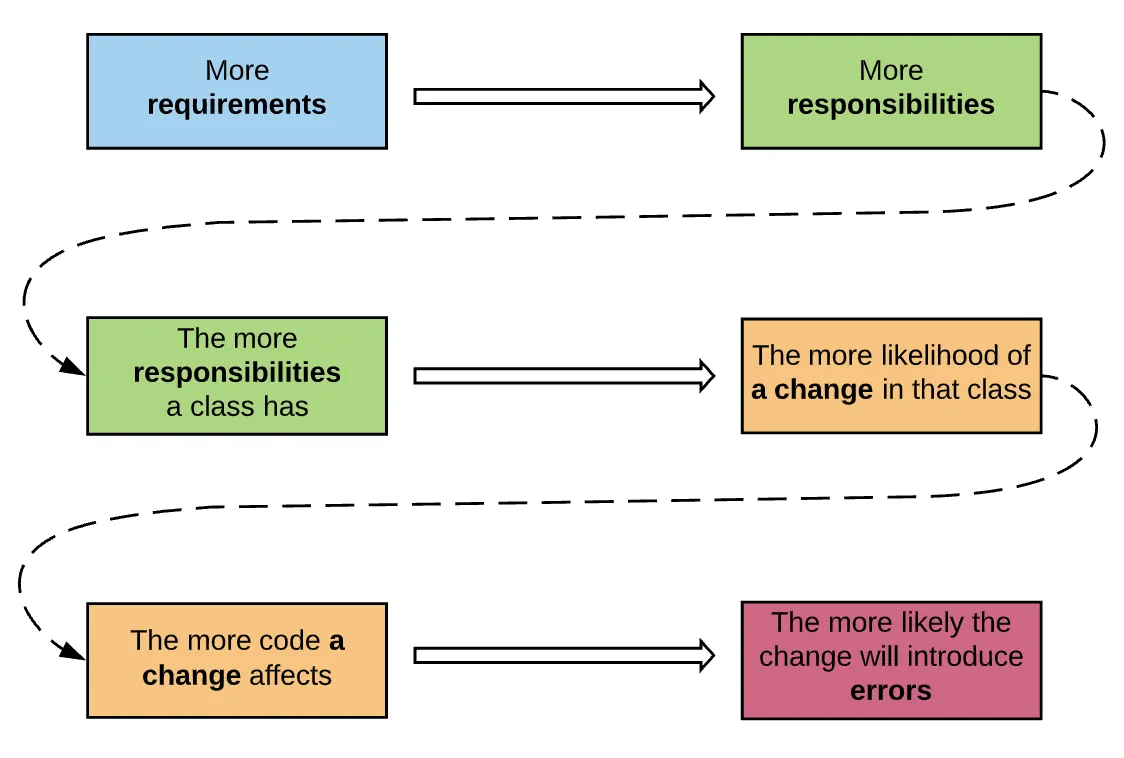 More
requirements
More
responsibilities
The more
responsibilities
a class has
The more likelihood of
a change in that class
The more code a
change affects
The more likely the
change will introduce
errors